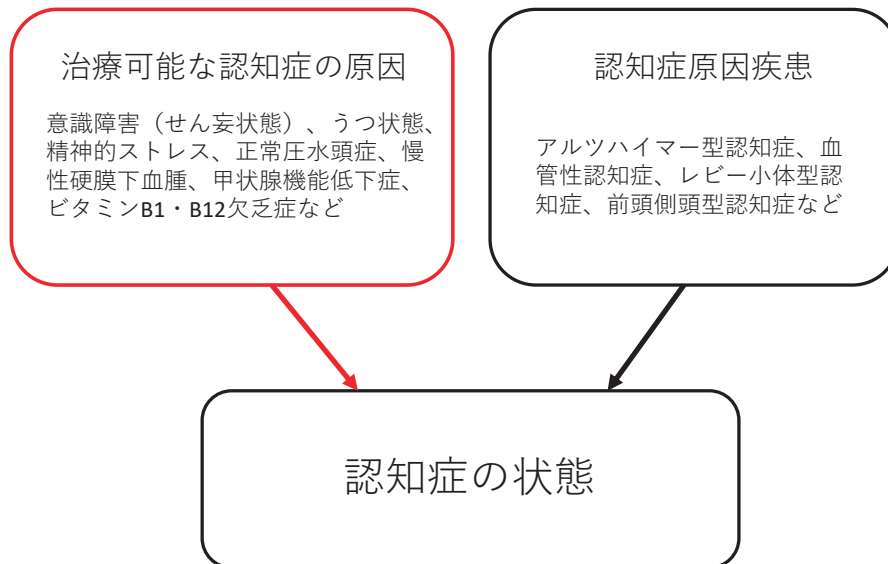 治療可能な認知症の原因
意識障害（せん妄状態）、うつ状態、
精神的ストレス、正常圧水頭症、慢
性硬膜下血腫、甲状腺機能低下症、
ビタミンB1・B12欠乏症など
認知症原因疾患
アルツハイマー型認知症、血
管性認知症、レビー小体型認
知症、前頭側頭型認知症など
認知症の状態